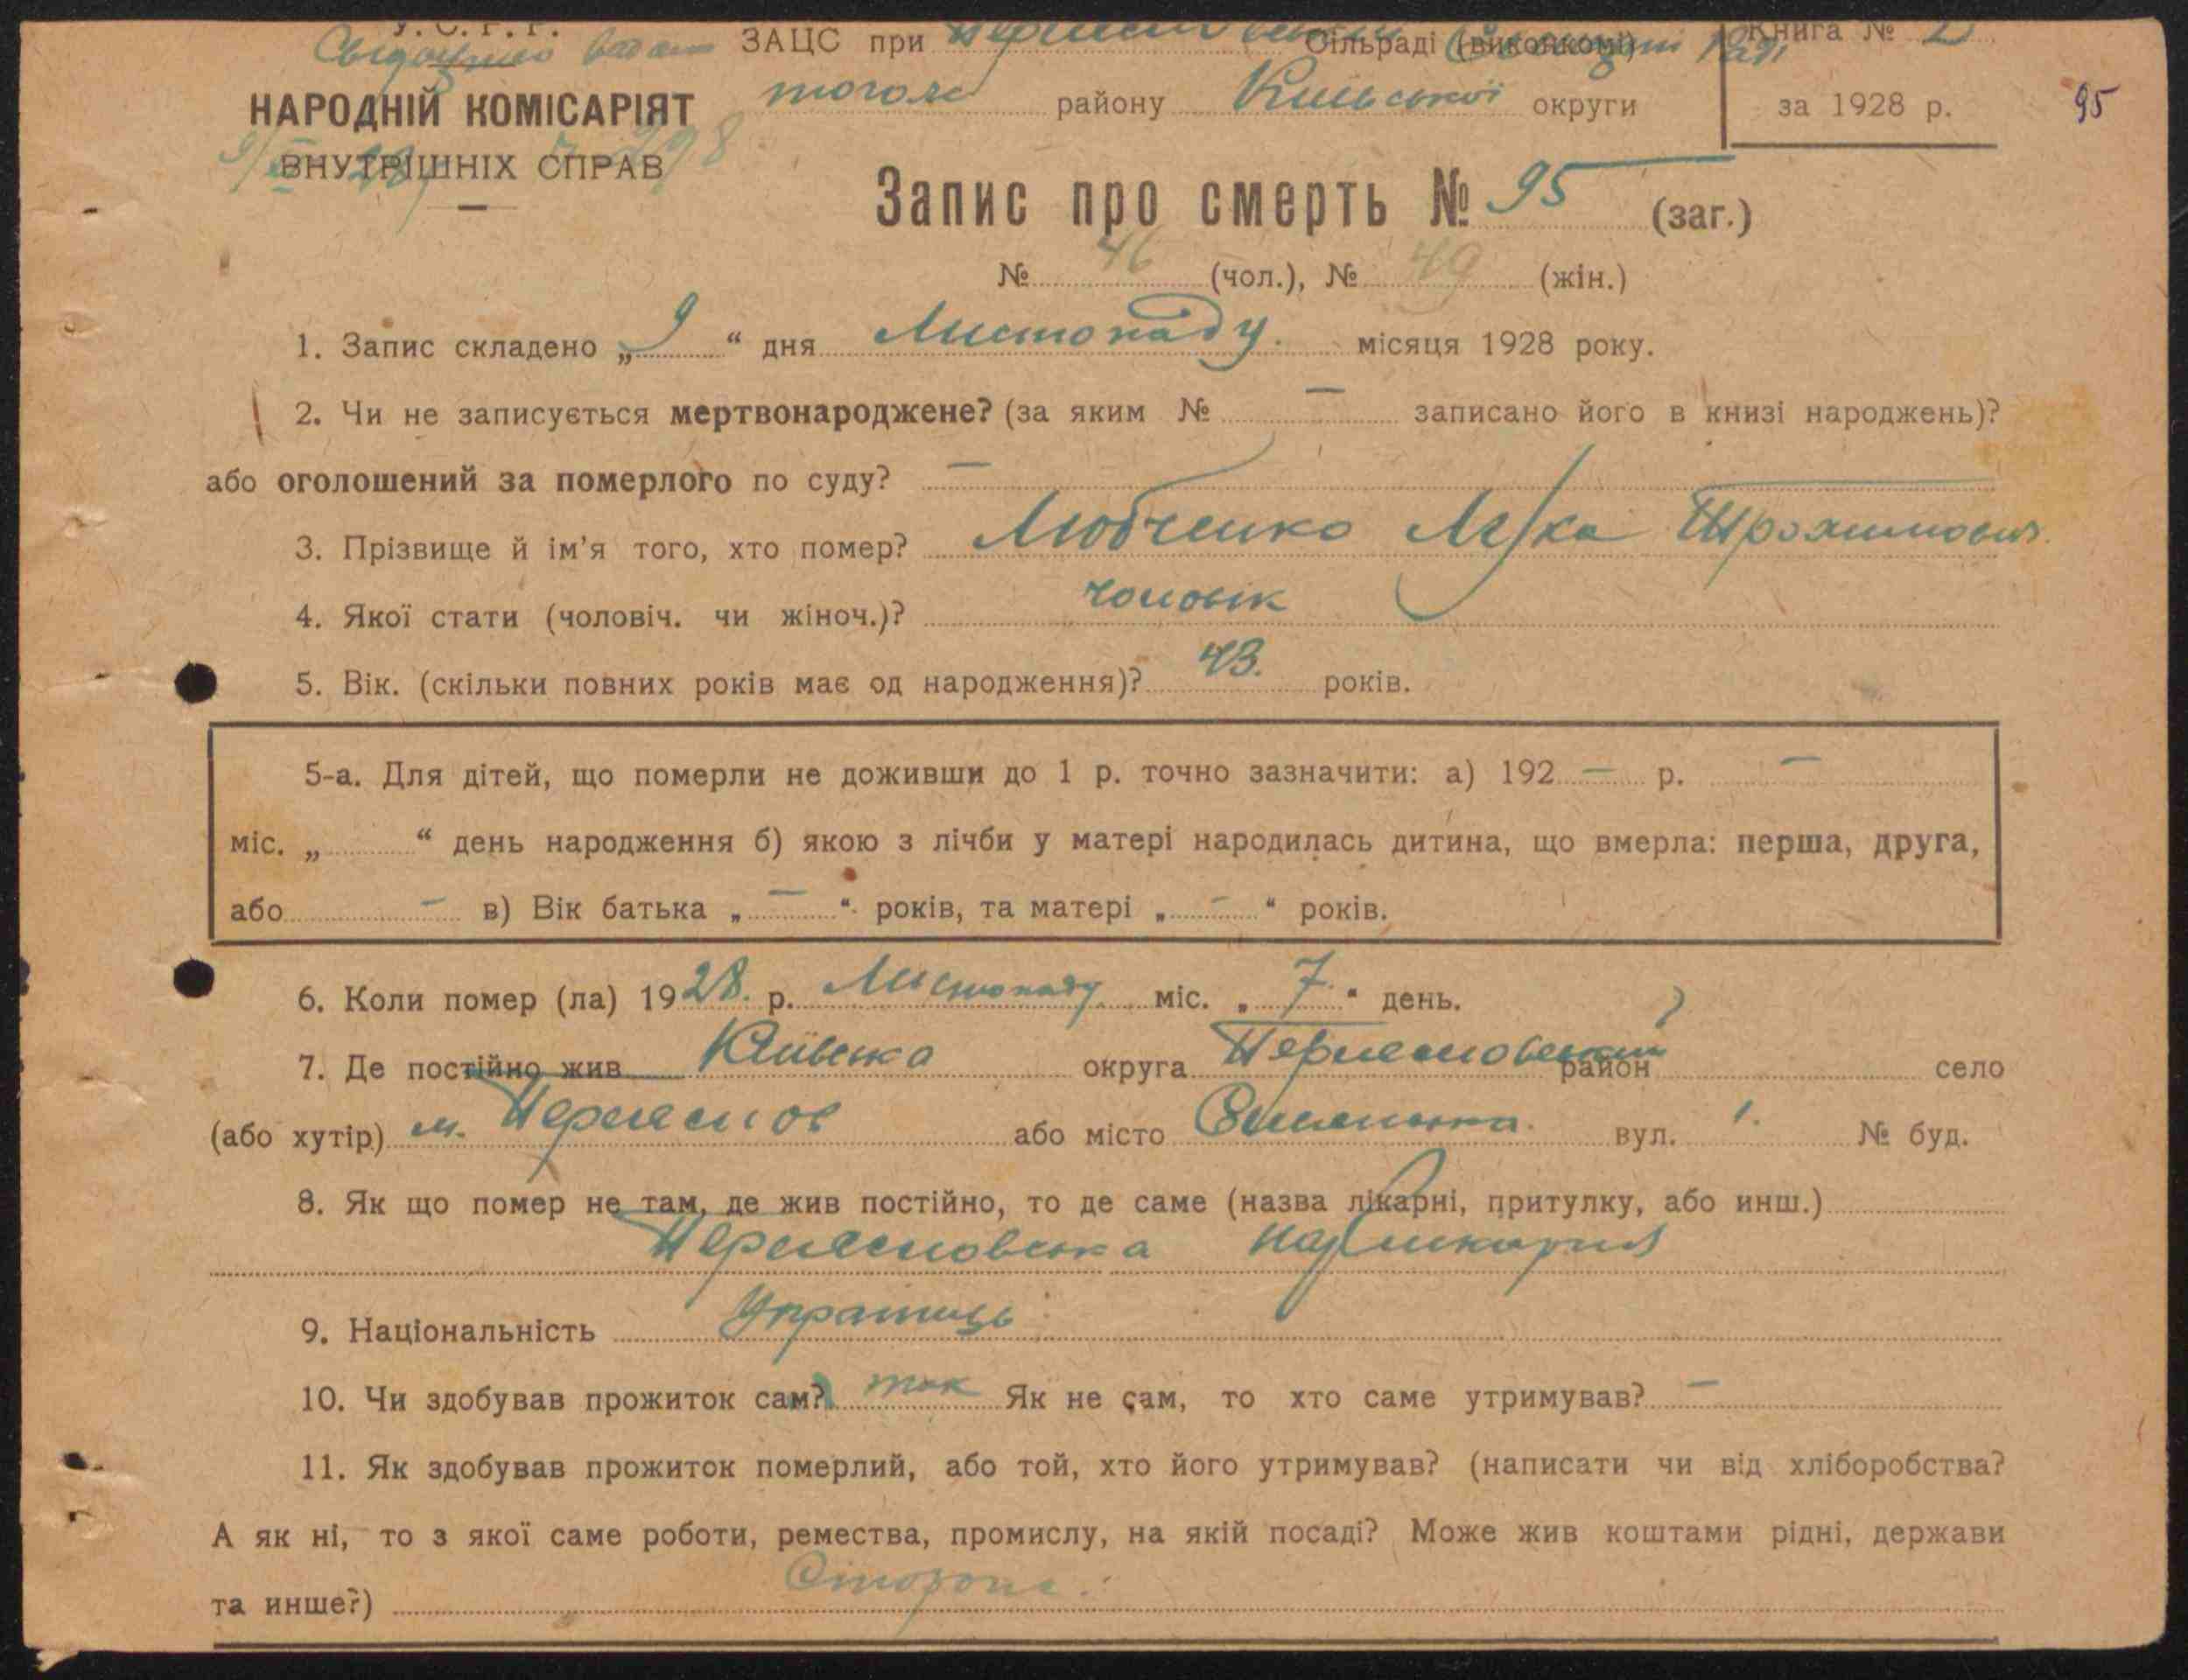 У. С. Р. Р.
Свідоцтво видано ЗАЦС при Сільраді (виконкомі) Книга № 2
НАРОДНІЙ КОМІСАРІЯТ того ж району Київської округи за 1928 р. 95
ВНУТРІШНІХ СПРАВ
Запис про смерть № 95 (заг.)
№ 46 (чол.), № 49 (жін.)
1. Запис складено „ 9 “ дня Листопаду. місяця 1928 року.
2. Чи не записується мертвонароджене? (за яким № — записано його в книзі народжень)?
або оголошений за померлого по суду? —
3. Прізвище й ім'я того, хто помер? Любченко Трохимович
4. Якої стати (чоловіч. чи жіноч.)? чоловік
5. Вік. (скільки повних років має од народження)? 43. років.
5-а. Для дітей, що померли не доживши до 1 р. точно зазначити: а) 192 — р. —
міс. „ “ день народження б) якою з лічби у матері народилась дитина, що вмерла: перша, друга,
або — в) Вік батька „ — “ років, та матері „ — “ років.
6. Коли помер (ла) 1928. р. Листопаду міс. „ 7 “ день.
7. Де постійно жив Київська округа район село
(або хутір) м. або місто вул. № буд.
8. Як що помер не там, де жив постійно, то де саме (назва лікарні, притулку, або инш.)
9. Національність Українець
10. Чи здобував прожиток сам? так Як не сам, то хто саме утримував? —
11. Як здобував прожиток померлий, або той, хто його утримував? (написати чи від хліборобства?
А як ні, то з якої саме роботи, ремества, промислу, на якій посаді? Може жив коштами рідні, держави
та инше?)